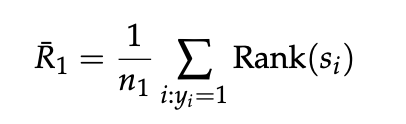 R̄₁ = 1/n₁ ∑_{i:yᵢ=1} Rank(sᵢ)